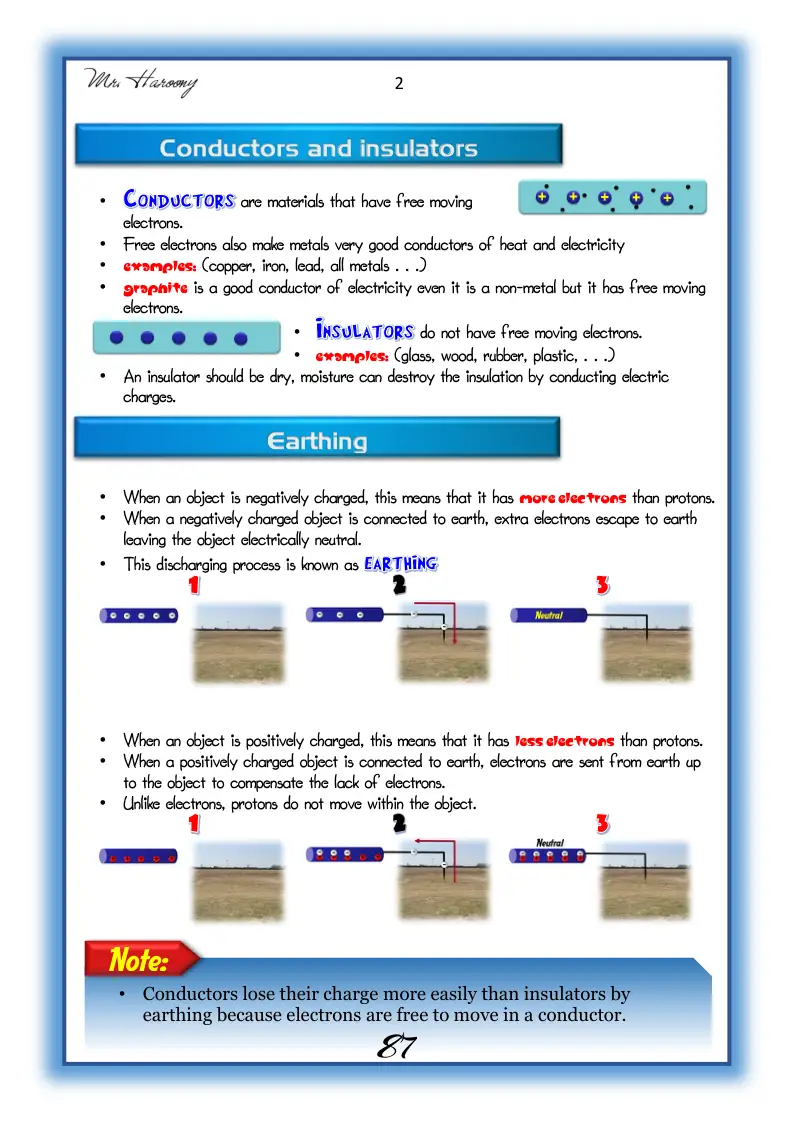 Mr. Haroony
2
Conductors and insulators
• CONDUCTORS are materials that have free moving
electrons.
• Free electrons also make metals very good conductors of heat and electricity
• examples: (copper, iron, lead, all metals . . .)
• graphite is a good conductor of electricity even it is a non-metal but it has free moving
electrons.
• INSULATORS do not have free moving electrons.
• examples: (glass, wood, rubber, plastic, . . .)
• An insulator should be dry, moisture can destroy the insulation by conducting electric
charges.
Earthing
• When an object is negatively charged, this means that it has more electrons than protons.
• When a negatively charged object is connected to earth, extra electrons escape to earth
leaving the object electrically neutral.
• This discharging process is known as EARTHING
1 2 3
Neutral
• When an object is positively charged, this means that it has less electrons than protons.
• When a positively charged object is connected to earth, electrons are sent from earth up
to the object to compensate the lack of electrons.
• Unlike electrons, protons do not move within the object.
1 2 3
Neutral
Note:
• Conductors lose their charge more easily than insulators by
earthing because electrons are free to move in a conductor.
87